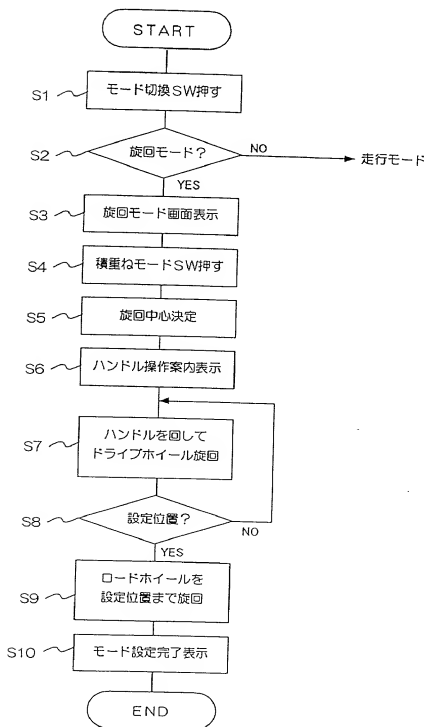 START
S1
モード切換SW押す
S2
旋回モード?
NO
走行モード
YES
S3
旋回モード画面表示
S4
積重ねモードSW押す
S5
旋回中心決定
S6
ハンドル操作案内表示
S7
ハンドルを回して
ドライブホイール旋回
S8
設定位置?
NO
YES
S9
ロードホイールを
設定位置まで旋回
S10
モード設定完了表示
END